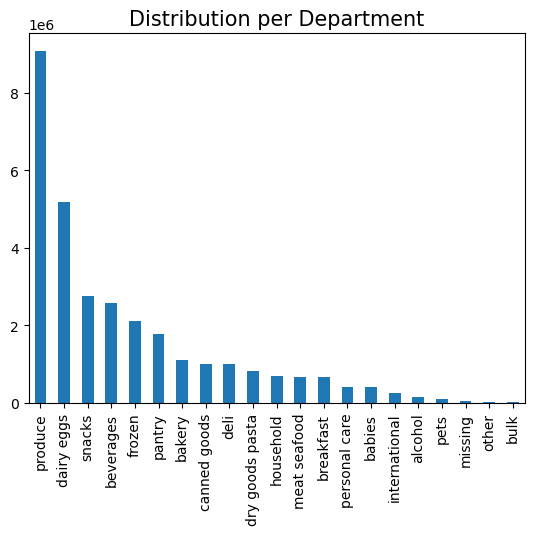 Distribution per Department
1e6
8
6
4
2
0
produce
dairy eggs
snacks
beverages
frozen
pantry
bakery
canned goods
deli
dry goods pasta
household
meat seafood
breakfast
personal care
babies
international
alcohol
pets
missing
other
bulk